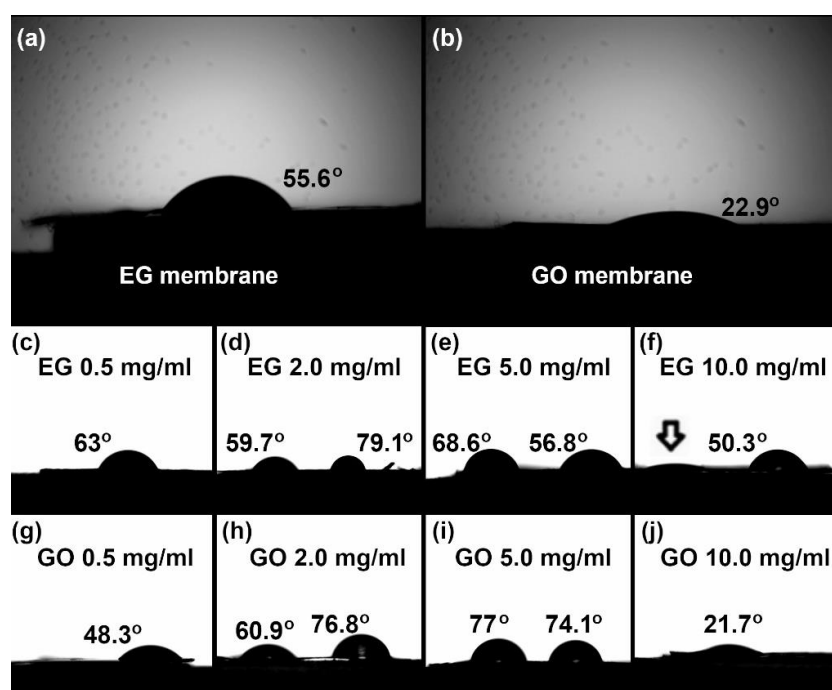 (a)
55.6°
EG membrane
(b)
22.9°
GO membrane
(c)
EG 0.5 mg/ml
63°
(d)
EG 2.0 mg/ml
59.7° 79.1°
(e)
EG 5.0 mg/ml
68.6° 56.8°
(f)
EG 10.0 mg/ml
50.3°
(g)
GO 0.5 mg/ml
48.3°
(h)
GO 2.0 mg/ml
60.9° 76.8°
(i)
GO 5.0 mg/ml
77° 74.1°
(j)
GO 10.0 mg/ml
21.7°